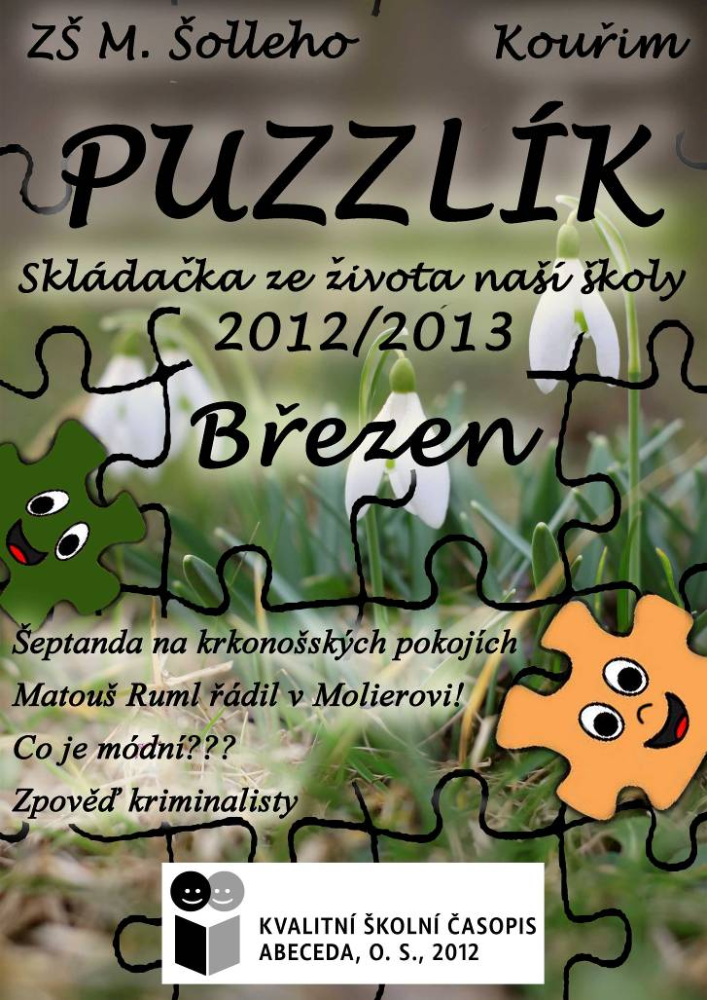 ZŠ M. Šolleho Kouřim
PUZZLÍK
Skládačka ze života naší školy
2012/2013
Březen
Šeptanda na krkonošských pokojích
Matouš Ruml řádil v Molierovi!
Co je módní???
Zpověď kriminalisty
KVALITNÍ ŠKOLNÍ ČASOPIS
ABECEDA, O. S., 2012